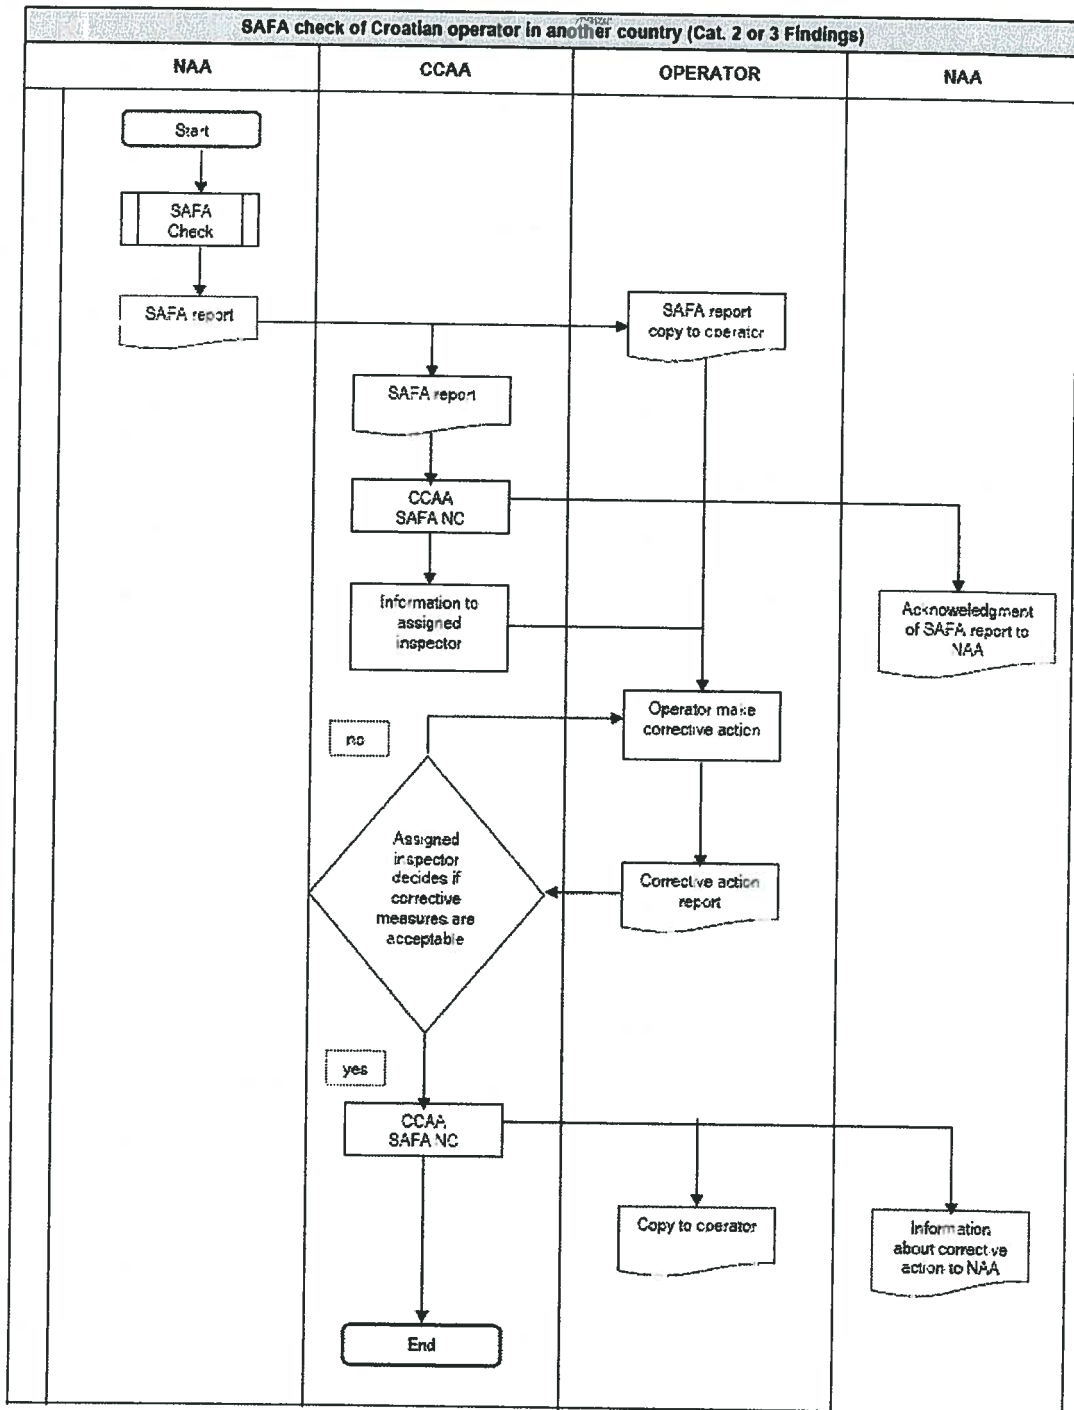 SAFA check of Croatian operator in another country (Cat. 2 or 3 Findings)
NAA
CCAA
OPERATOR
NAA
Start
SAFA
Check
SAFA report
SAFA report
copy to operator
SAFA report
CCAA
SAFA NC
Information to
assigned
inspector
Acknoweledgment
of SAFA report to
NAA
Operator make
corrective action
no
Assigned
inspector
decides if
corrective
measures are
acceptable
Corrective action
report
yes
CCAA
SAFA NC
Copy to operator
Information
about corrective
action to NAA
End